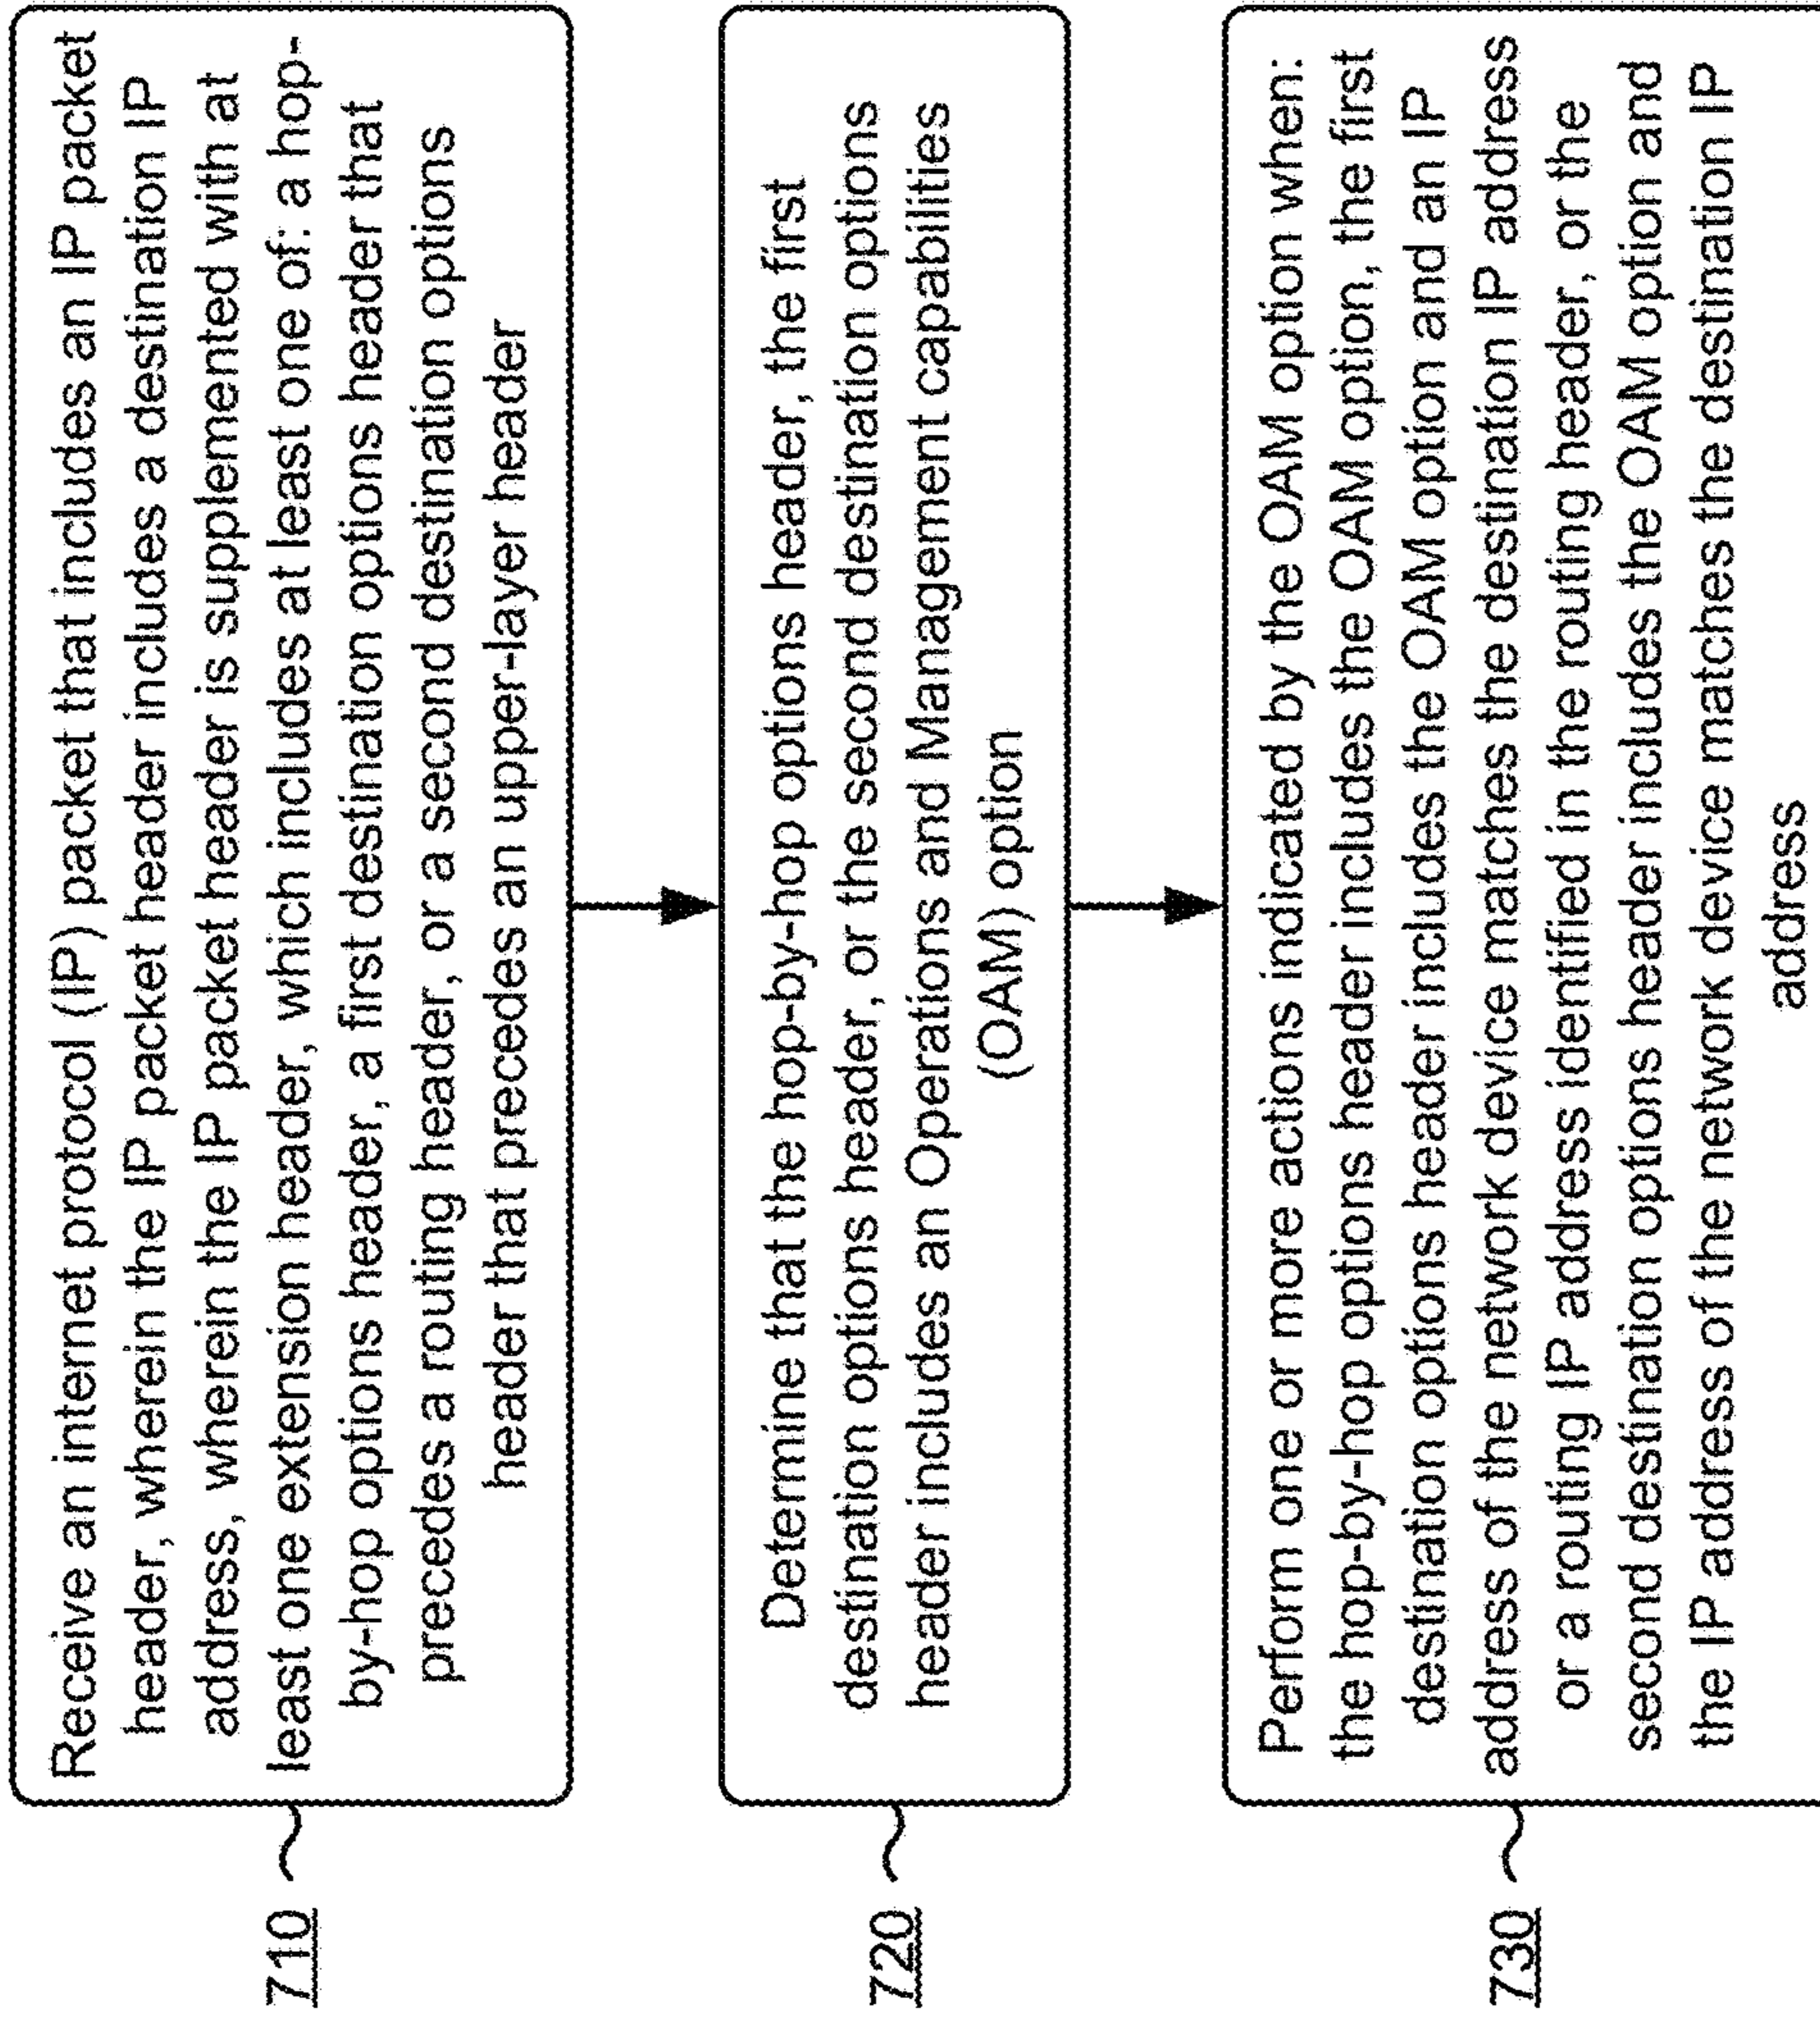 710
Receive an internet protocol (IP) packet that includes an IP packet
header, wherein the IP packet header includes a destination IP
address, wherein the IP packet header is supplemented with at
least one extension header, which includes at least one of: a hop-
by-hop options header, a first destination options header that
precedes a routing header, or a second destination options
header that precedes an upper-layer header
720
Determine that the hop-by-hop options header, the first
destination options header, or the second destination options
header includes an Operations and Management capabilities
(OAM) option
730
Perform one or more actions indicated by the OAM option when:
the hop-by-hop options header includes the OAM option, the first
destination options header includes the OAM option and an IP
address of the network device matches the destination IP address
or a routing IP address identified in the routing header, or the
second destination options header includes the OAM option and
the IP address of the network device matches the destination IP
address